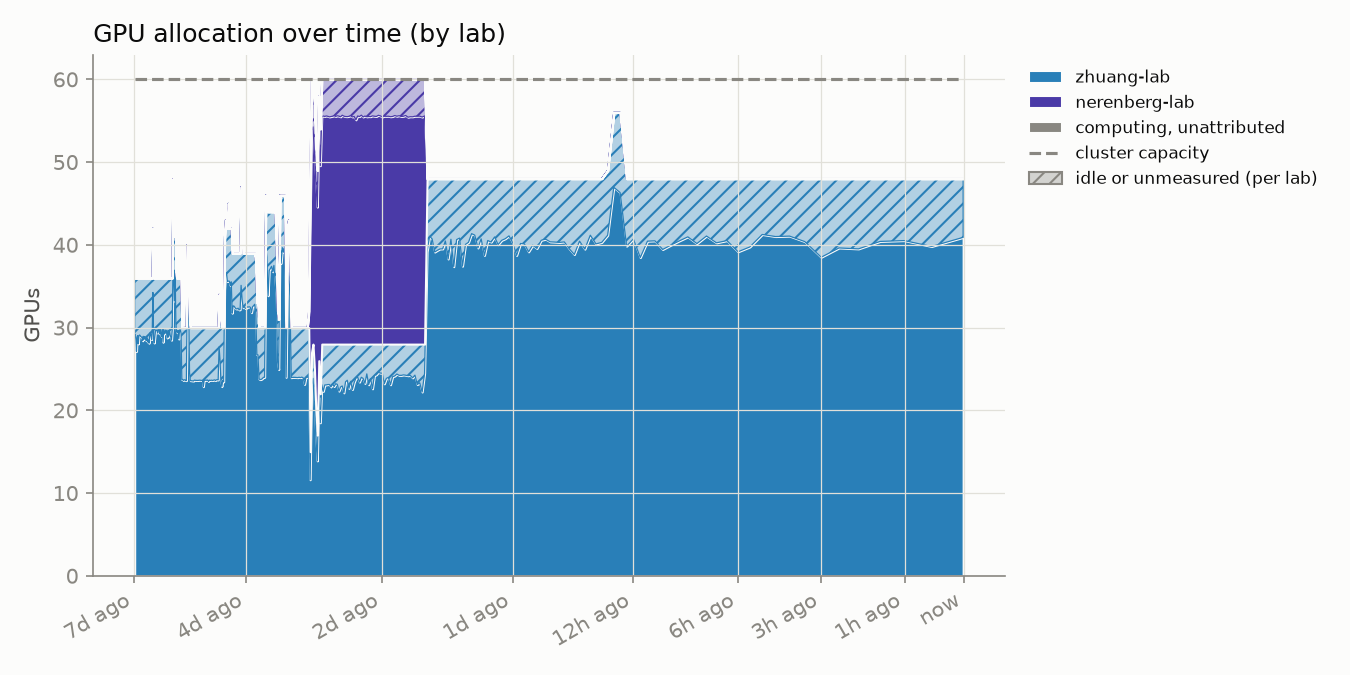 GPU allocation over time (by lab)
zhuang-lab
nerenberg-lab
computing, unattributed
cluster capacity
idle or unmeasured (per lab)
GPUs
60
50
40
30
20
10
0
7d ago
4d ago
2d ago
1d ago
12h ago
6h ago
3h ago
1h ago
now